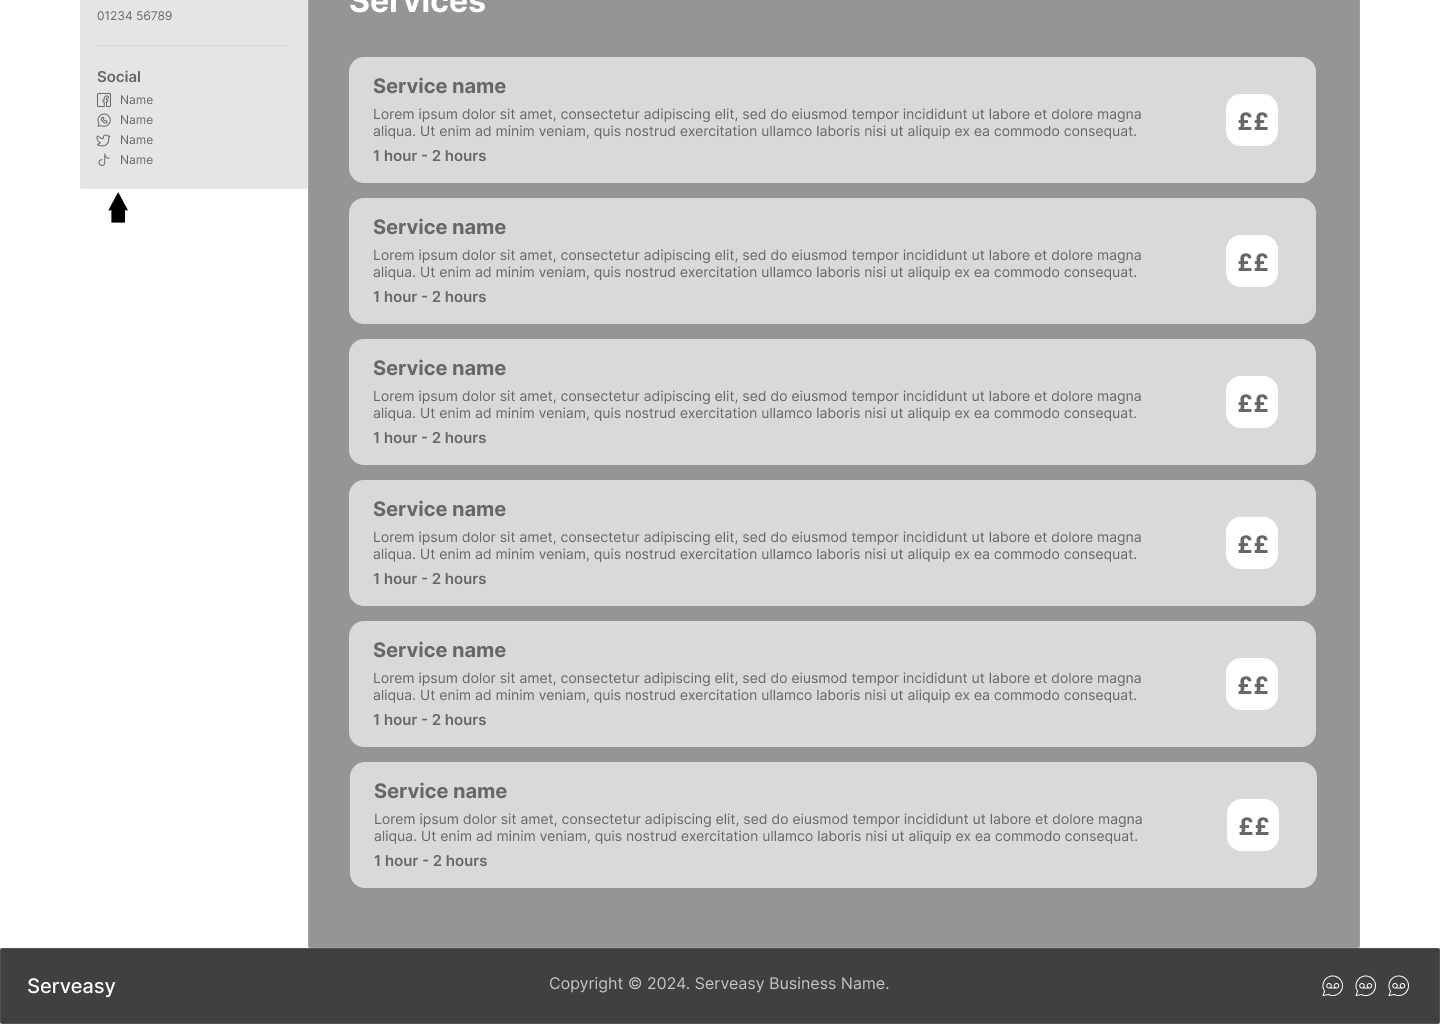 01234 56789
Social
Name
Name
Name
Name
Services
Service name
Lorem ipsum dolor sit amet, consectetur adipiscing elit, sed do eiusmod tempor incididunt ut labore et dolore magna
aliqua. Ut enim ad minim veniam, quis nostrud exercitation ullamco laboris nisi ut aliquip ex ea commodo consequat.
1 hour - 2 hours
££
Service name
Lorem ipsum dolor sit amet, consectetur adipiscing elit, sed do eiusmod tempor incididunt ut labore et dolore magna
aliqua. Ut enim ad minim veniam, quis nostrud exercitation ullamco laboris nisi ut aliquip ex ea commodo consequat.
1 hour - 2 hours
££
Service name
Lorem ipsum dolor sit amet, consectetur adipiscing elit, sed do eiusmod tempor incididunt ut labore et dolore magna
aliqua. Ut enim ad minim veniam, quis nostrud exercitation ullamco laboris nisi ut aliquip ex ea commodo consequat.
1 hour - 2 hours
££
Service name
Lorem ipsum dolor sit amet, consectetur adipiscing elit, sed do eiusmod tempor incididunt ut labore et dolore magna
aliqua. Ut enim ad minim veniam, quis nostrud exercitation ullamco laboris nisi ut aliquip ex ea commodo consequat.
1 hour - 2 hours
££
Service name
Lorem ipsum dolor sit amet, consectetur adipiscing elit, sed do eiusmod tempor incididunt ut labore et dolore magna
aliqua. Ut enim ad minim veniam, quis nostrud exercitation ullamco laboris nisi ut aliquip ex ea commodo consequat.
1 hour - 2 hours
££
Service name
Lorem ipsum dolor sit amet, consectetur adipiscing elit, sed do eiusmod tempor incididunt ut labore et dolore magna
aliqua. Ut enim ad minim veniam, quis nostrud exercitation ullamco laboris nisi ut aliquip ex ea commodo consequat.
1 hour - 2 hours
££
Serveasy
Copyright © 2024. Serveasy Business Name.